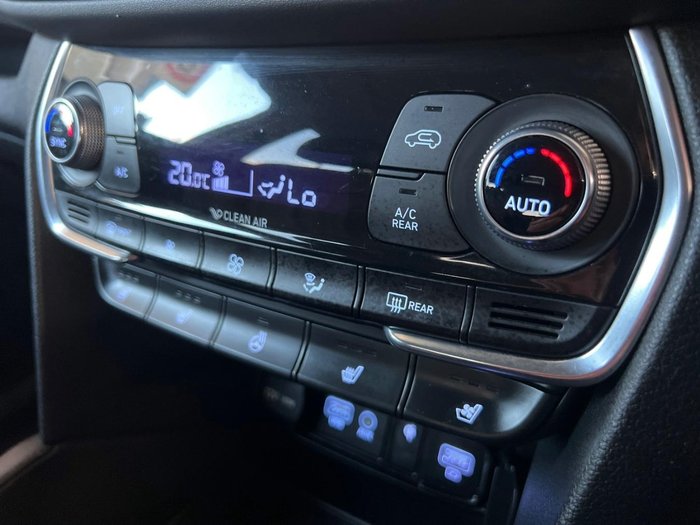 SYNC
20.0C
Lo
CLEAN AIR
A/C
REAR
AUTO
REAR